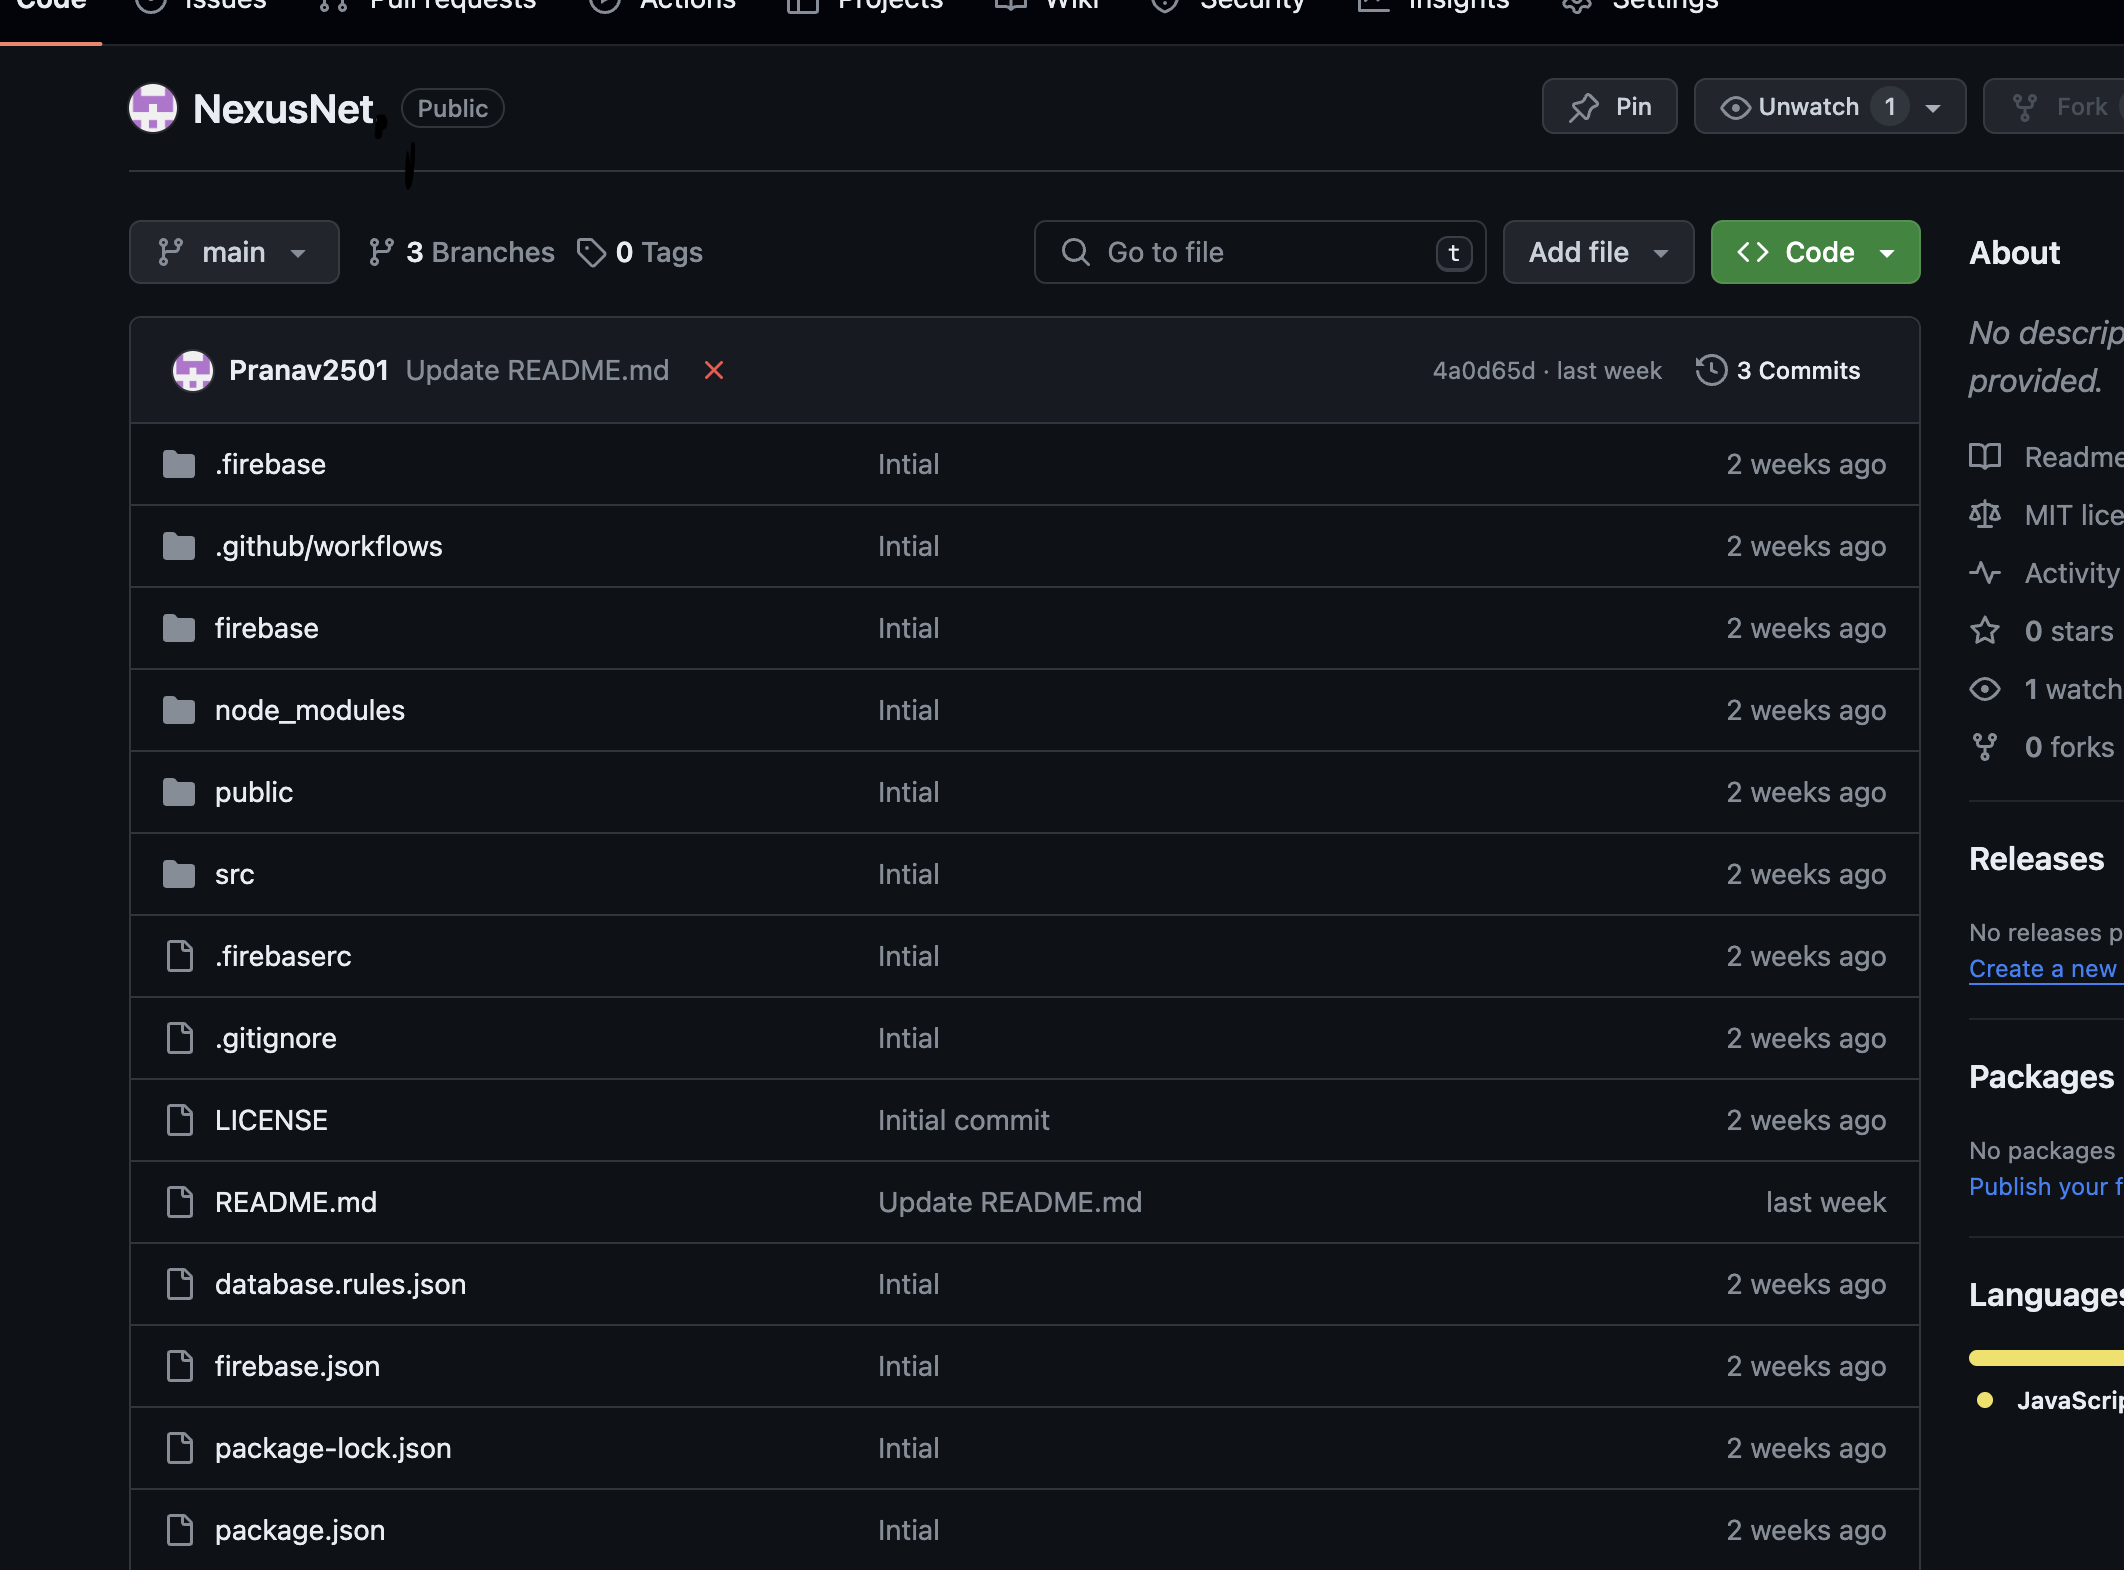 Code Issues Pull requests Actions Projects Wiki Security Insights Settings
NexusNet Public Pin Unwatch 1 Fork
main 3 Branches 0 Tags Go to file t Add file Code
Pranav2501 Update README.md 4a0d65d · last week 3 Commits
.firebase Intial 2 weeks ago
.github/workflows Intial 2 weeks ago
firebase Intial 2 weeks ago
node_modules Intial 2 weeks ago
public Intial 2 weeks ago
src Intial 2 weeks ago
.firebaserc Intial 2 weeks ago
.gitignore Intial 2 weeks ago
LICENSE Initial commit 2 weeks ago
README.md Update README.md last week
database.rules.json Intial 2 weeks ago
firebase.json Intial 2 weeks ago
package-lock.json Intial 2 weeks ago
package.json Intial 2 weeks ago
About
No descrip
provided.
Readme
MIT lice
Activity
0 stars
1 watch
0 forks
Releases
No releases p
Create a new
Packages
No packages
Publish your f
Languages
JavaScrip